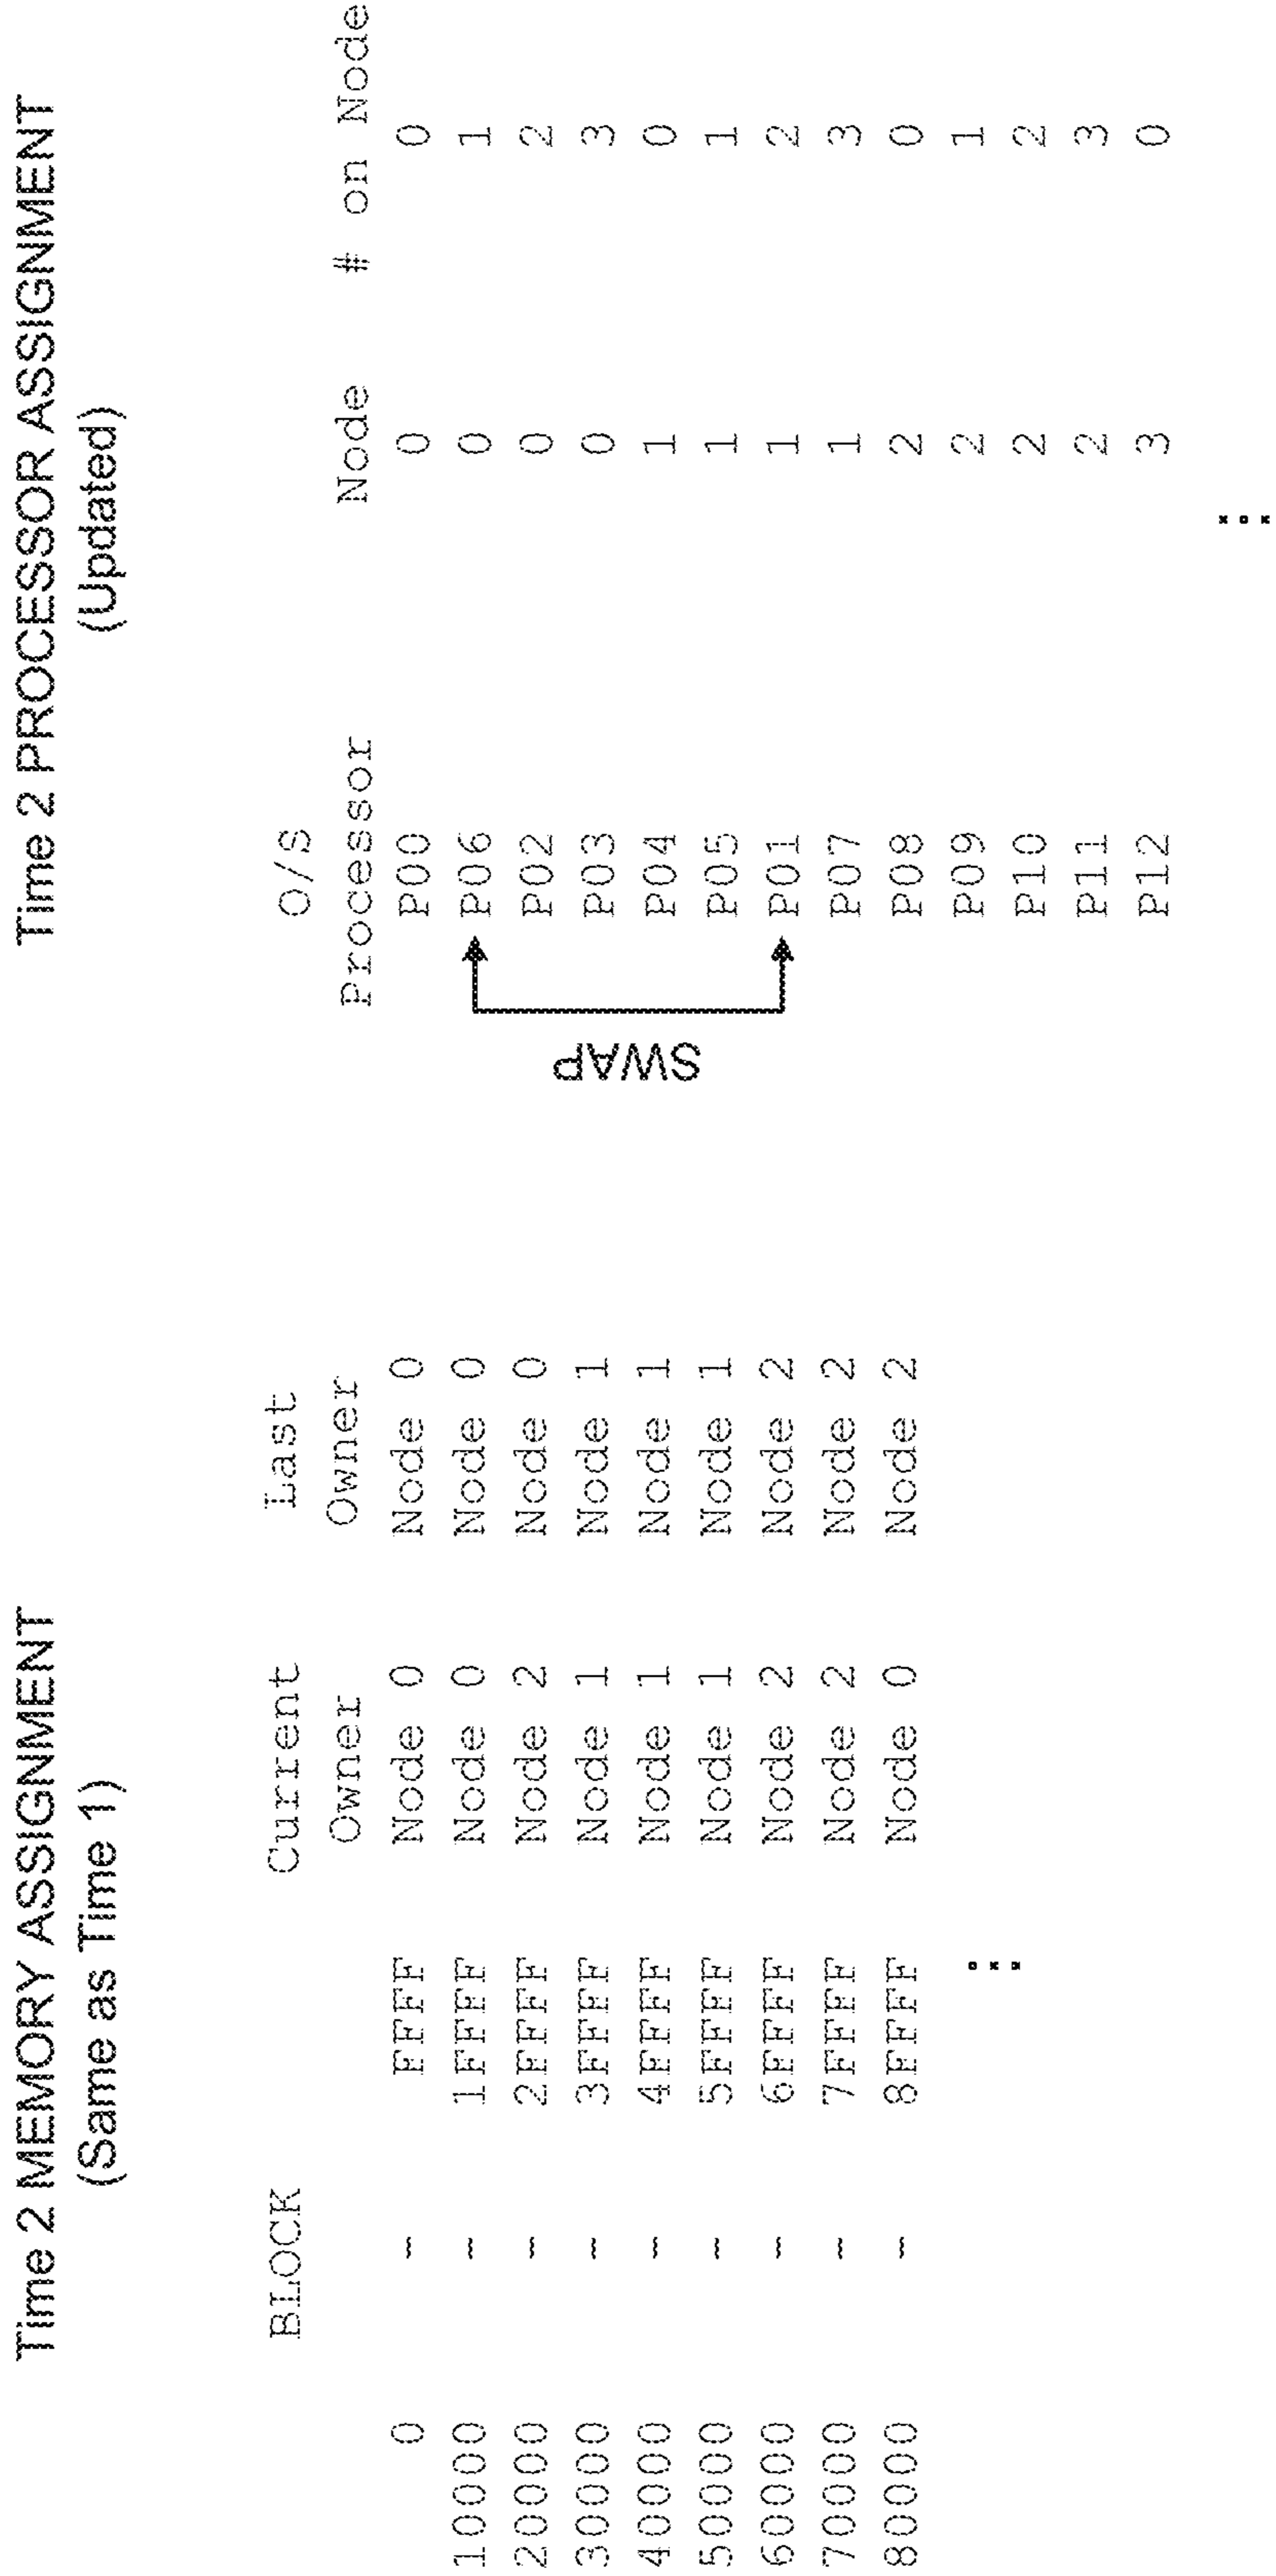 Time 2 MEMORY ASSIGNMENT
(Same as Time 1)
BLOCK Current Last
Owner Owner
0 - FFFF Node 0 Node 0
10000 - 1FFFF Node 0 Node 0
20000 - 2FFFF Node 2 Node 0
30000 - 3FFFF Node 1 Node 1
40000 - 4FFFF Node 1 Node 1
50000 - 5FFFF Node 1 Node 1
60000 - 6FFFF Node 2 Node 2
70000 - 7FFFF Node 2 Node 2
80000 - 8FFFF Node 0 Node 2
...
Time 2 PROCESSOR ASSIGNMENT
(Updated)
O/S
Processor Node # on Node
P00 0 0
P06 0 1
P02 0 2
P03 0 3
P04 1 0
P05 1 1
P01 1 2
P07 1 3
P08 2 0
P09 2 1
P10 2 2
P11 2 3
P12 3 0
...
SWAP